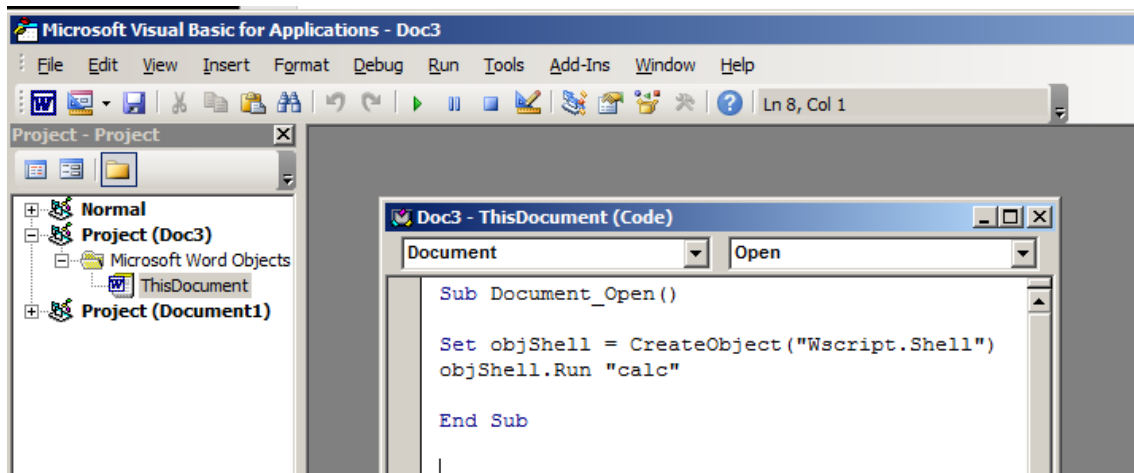 Microsoft Visual Basic for Applications - Doc3
File Edit View Insert Format Debug Run Tools Add-Ins Window Help
Ln 8, Col 1
Project - Project
Normal
Project (Doc3)
Microsoft Word Objects
ThisDocument
Project (Document1)
Doc3 - ThisDocument (Code)
Document Open
Sub Document_Open()
Set objShell = CreateObject("Wscript.Shell")
objShell.Run "calc"
End Sub